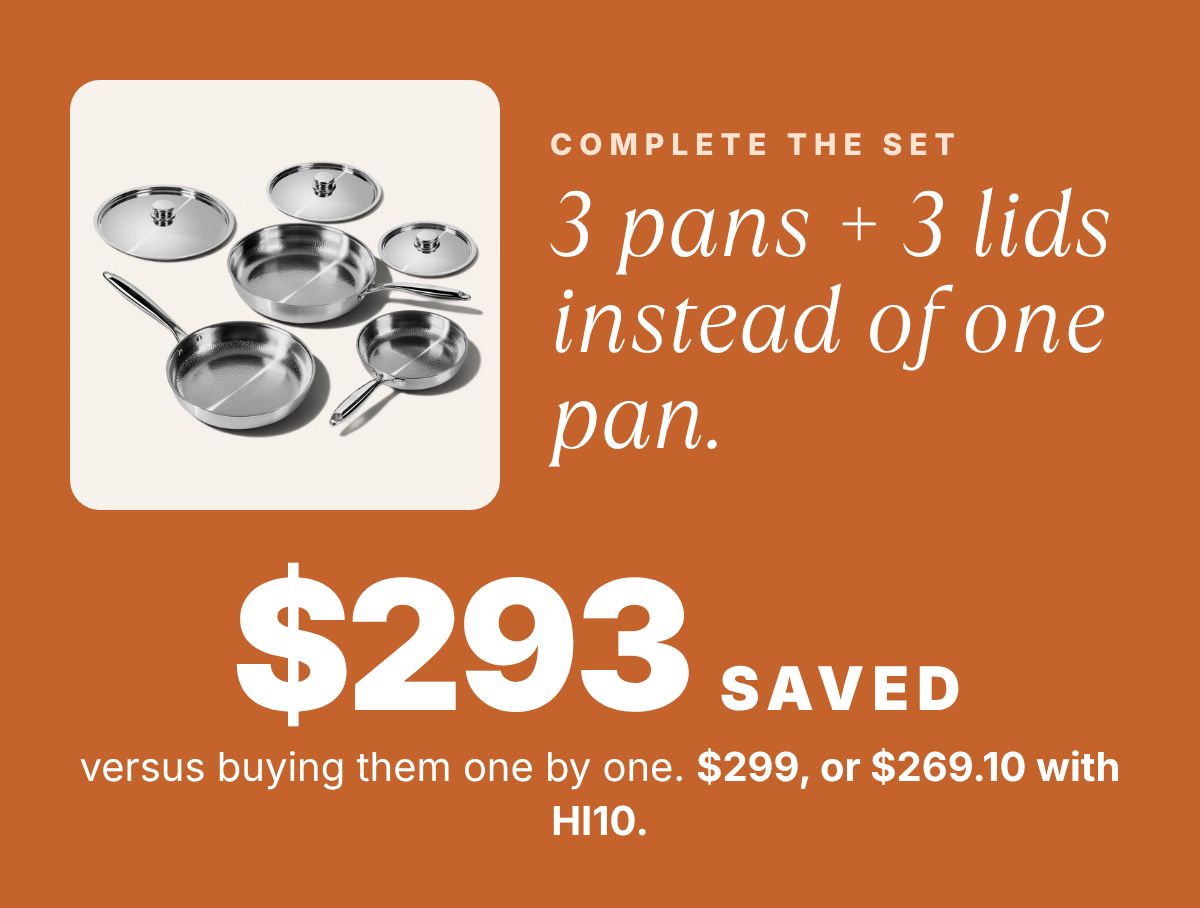 COMPLETE THE SET
3 pans + 3 lids
instead of one
pan.
$293 SAVED
versus buying them one by one. $299, or $269.10 with
HI10.